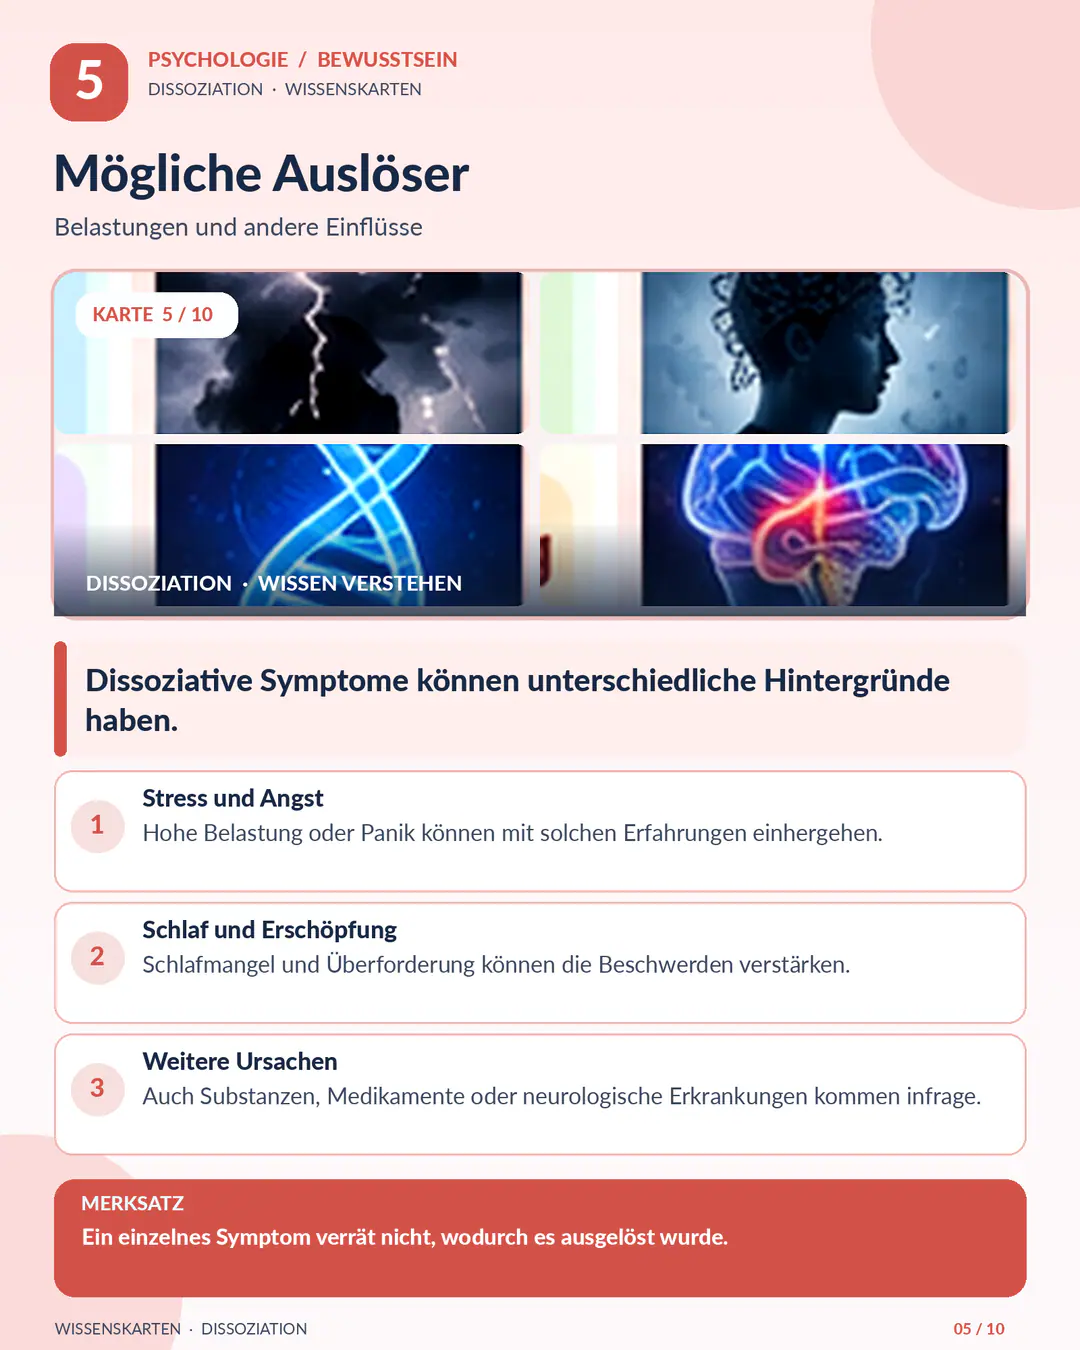 5
PSYCHOLOGIE / BEWUSSTSEIN
DISSOZIATION · WISSENSKARTEN
Mögliche Auslöser
Belastungen und andere Einflüsse
KARTE 5 / 10
DISSOZIATION · WISSEN VERSTEHEN
Dissoziative Symptome können unterschiedliche Hintergründe
haben.
1
Stress und Angst
Hohe Belastung oder Panik können mit solchen Erfahrungen einhergehen.
2
Schlaf und Erschöpfung
Schlafmangel und Überforderung können die Beschwerden verstärken.
3
Weitere Ursachen
Auch Substanzen, Medikamente oder neurologische Erkrankungen kommen infrage.
MERKSATZ
Ein einzelnes Symptom verrät nicht, wodurch es ausgelöst wurde.
WISSENSKARTEN · DISSOZIATION
05 / 10